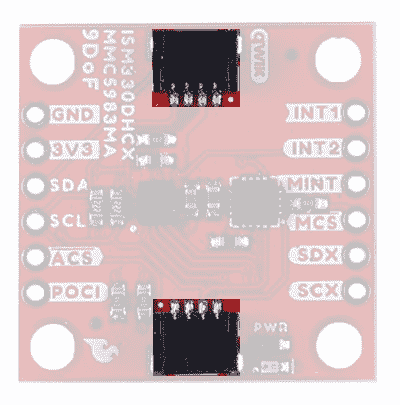 ISM330DHCX
MMC5983MA
9DoF
QWIIC
GND
3V3
SDA
SCL
ACS
POCI
INT1
INT2
MINT
MCS
SDX
SCX
PWR